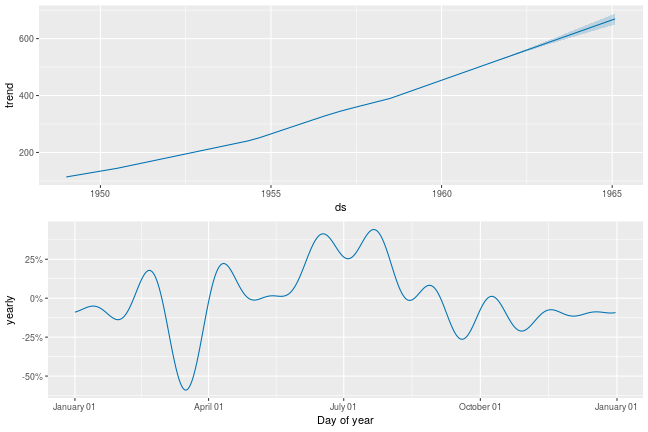 600
400
200
trend
1950
1955
1960
1965
ds
25%
0%
-25%
-50%
yearly
January 01
April 01
July 01
October 01
January 01
Day of year